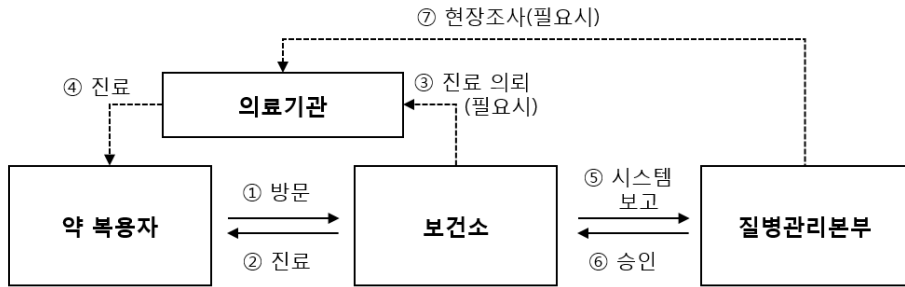 ⑦ 현장조사(필요시)
④ 진료
③ 진료 의뢰
(필요시)
의료기관
약 복용자
① 방문
② 진료
보건소
⑤ 시스템
보고
⑥ 승인
질병관리본부